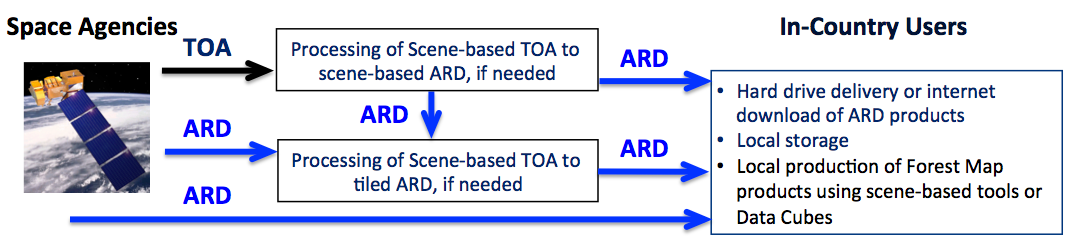 Space Agencies
In-Country Users
TOA
Processing of Scene-based TOA to
scene-based ARD, if needed
ARD
ARD
ARD
Processing of Scene-based TOA to
tiled ARD, if needed
ARD
ARD
• Hard drive delivery or internet
download of ARD products
• Local storage
• Local production of Forest Map
products using scene-based tools or
Data Cubes